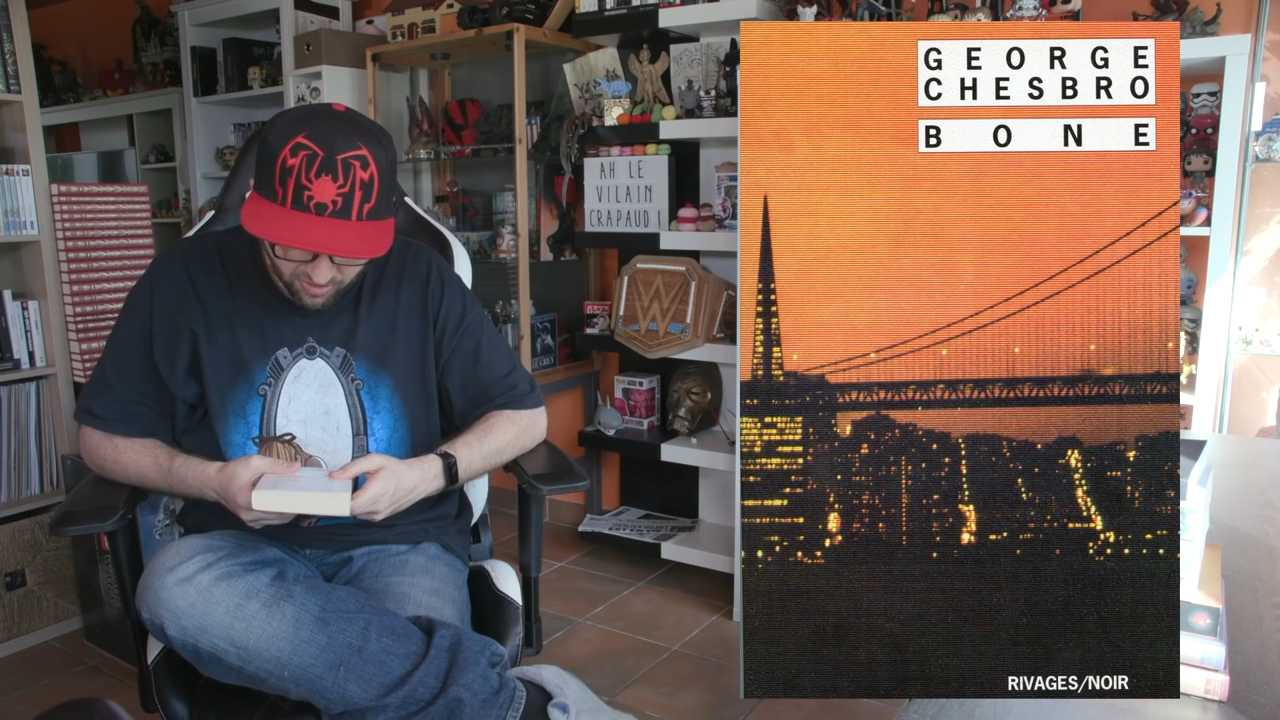 AH LE
VILAIN
CRAPAUD !
GEORGE
CHESBRO
BONE
RIVAGES/NOIR